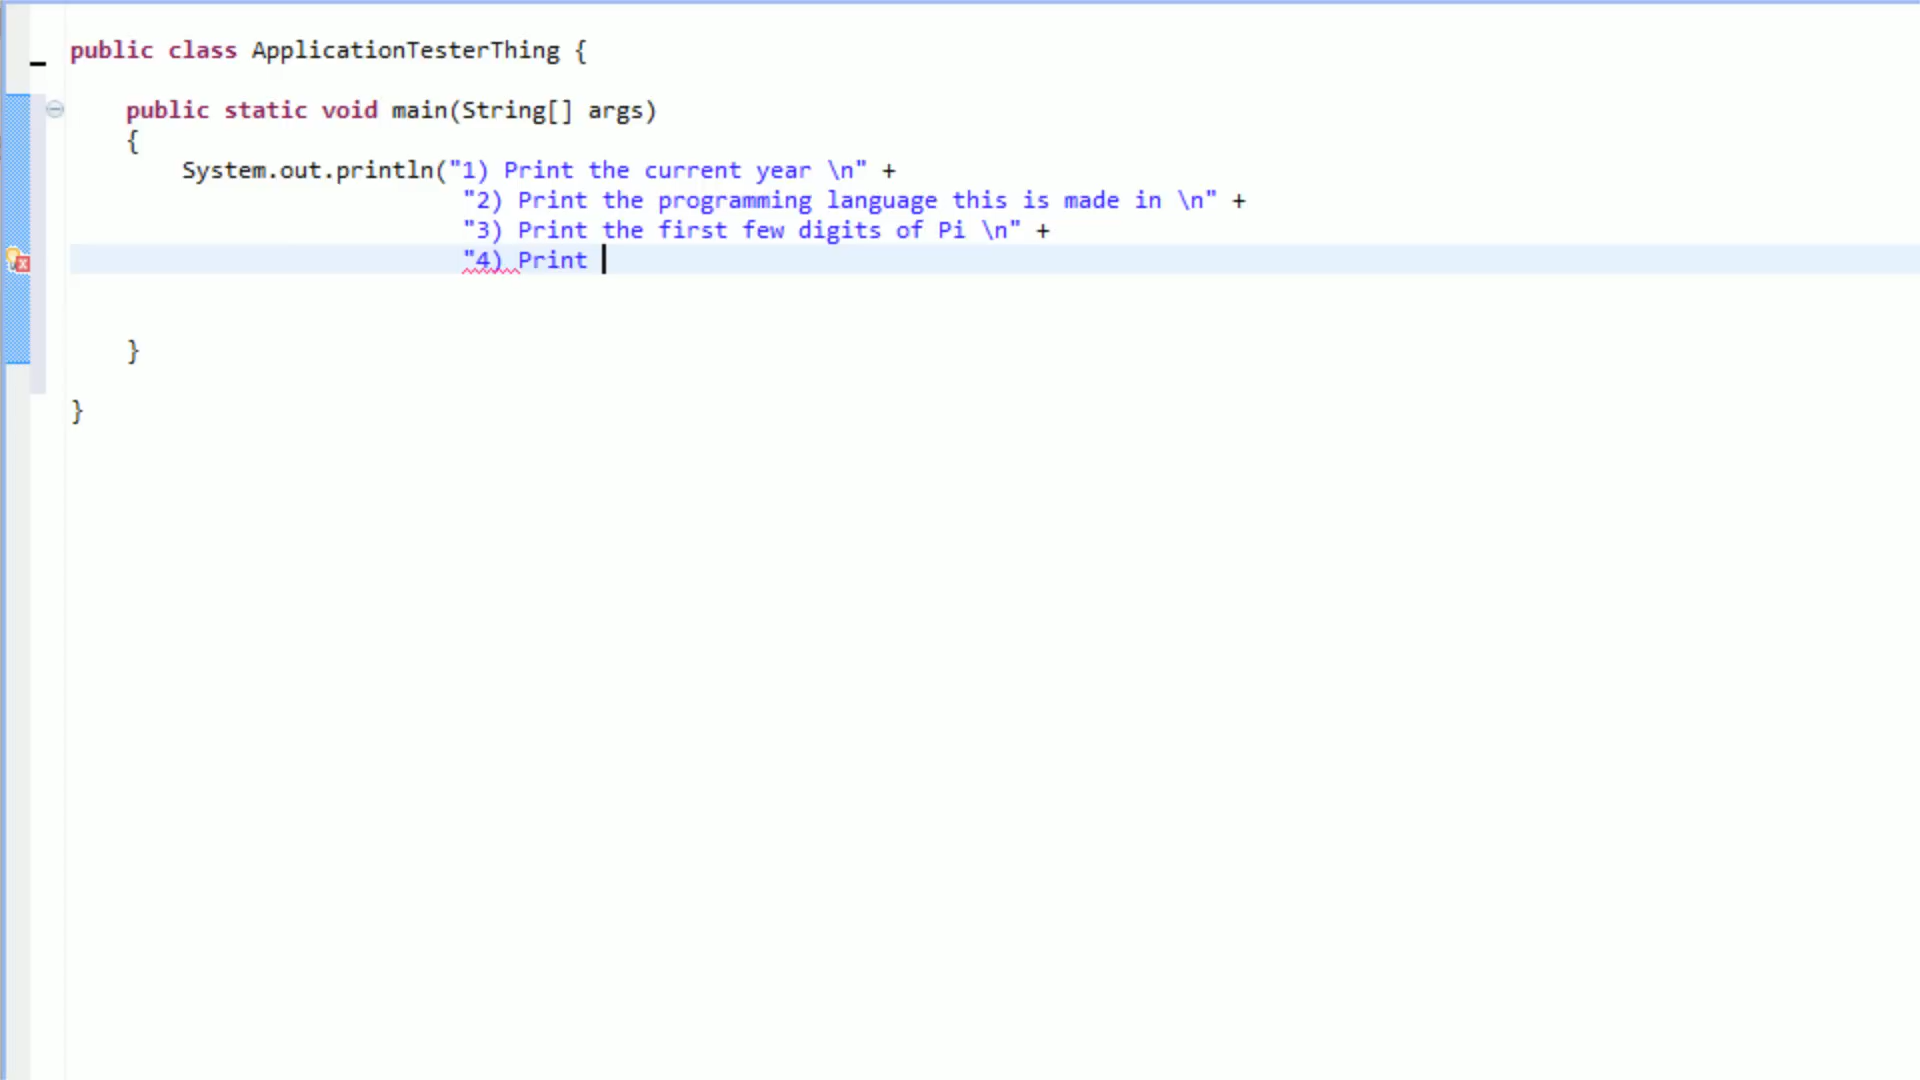 public class ApplicationTesterThing {
public static void main(String[] args)
{
System.out.println("1) Print the current year \n" +
"2) Print the programming language this is made in \n" +
"3) Print the first few digits of Pi \n" +
"4) Print
}
}